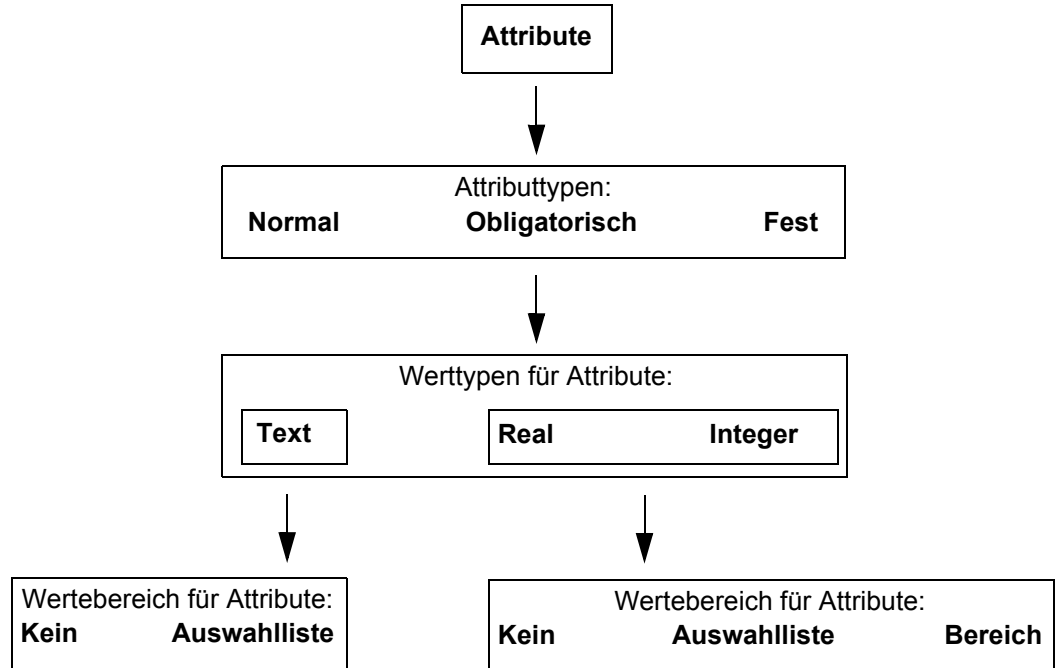 Attribute
Attributtypen:
Normal Obligatorisch Fest
Werttypen für Attribute:
Text Real Integer
Wertebereich für Attribute:
Kein Auswahlliste
Wertebereich für Attribute:
Kein Auswahlliste Bereich